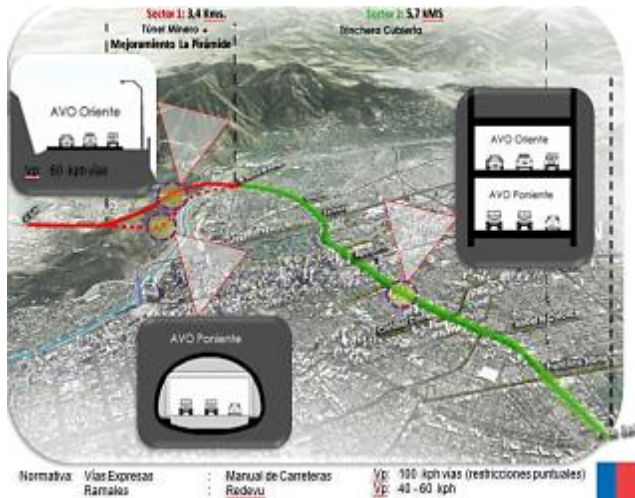 Sector 1: 3,4 Kms.
Túnel Minero +
Mejoramiento La Pirámide
Sector 2: 5,7 kMS
Trinchera Cubierta
AVO Oriente
Vp: 60 kph vías
AVO Oriente
AVO Poniente
AVO Poniente
Normativa: Vías Expresas : Manual de Carreteras Vp: 100 kph vías (restricciones puntuales)
Ramales : Redevu Vp: 40 - 60 kph